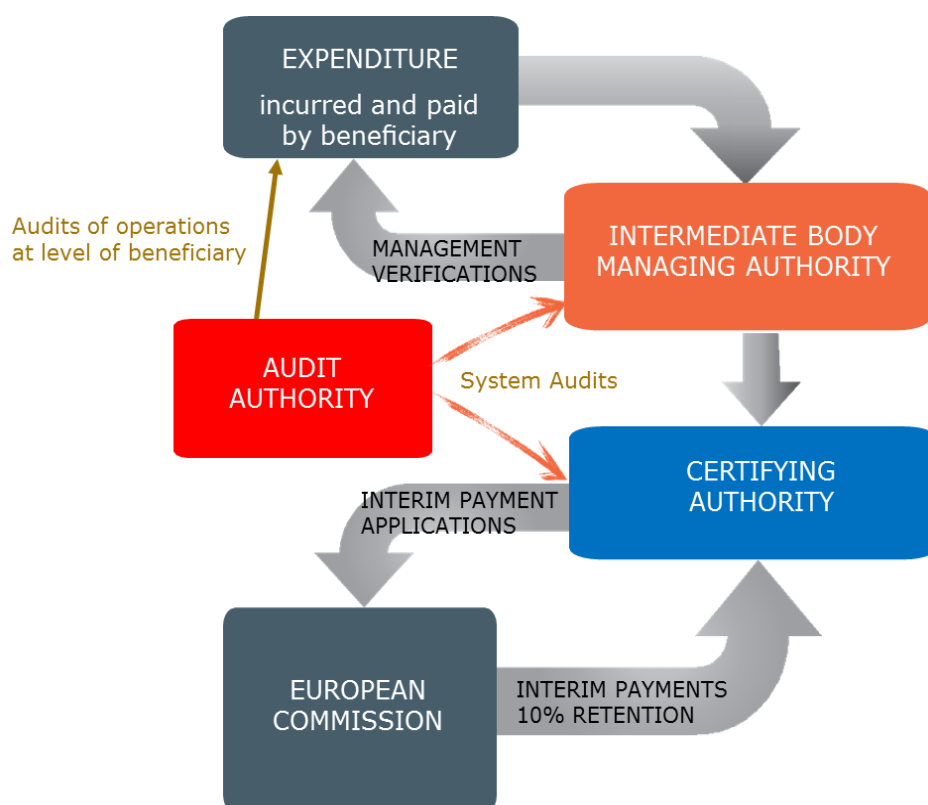 EXPENDITURE
incurred and paid
by beneficiary
Audits of operations
at level of beneficiary
MANAGEMENT
VERIFICATIONS
INTERMEDIATE BODY
MANAGING AUTHORITY
AUDIT
AUTHORITY
System Audits
CERTIFYING
AUTHORITY
INTERIM PAYMENT
APPLICATIONS
EUROPEAN
COMMISSION
INTERIM PAYMENTS
10% RETENTION